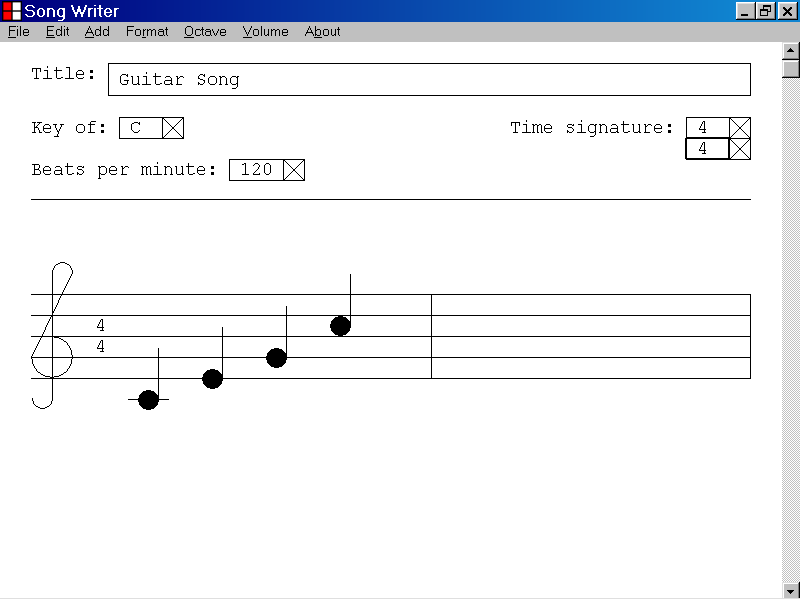 Song Writer
File Edit Add Format Octave Volume About
Title: Guitar Song
Key of: C Time signature: 4
4
Beats per minute: 120
4
4